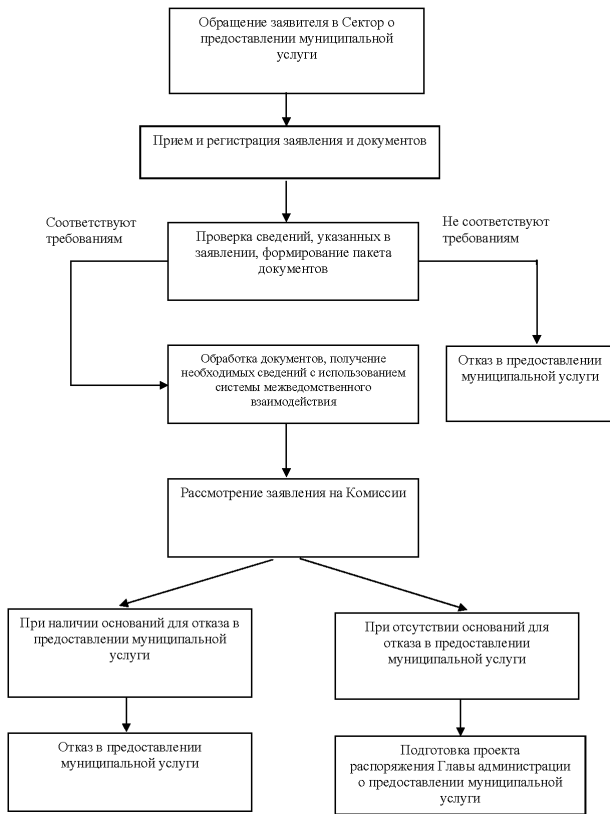 Обращение заявителя в Сектор о
предоставлении муниципальной
услуги
Прием и регистрация заявления и документов
Соответствуют
требованиям
Не соответствуют
требованиям
Проверка сведений, указанных в
заявлении, формирование пакета
документов
Обработка документов, получение
необходимых сведений с использованием
системы межведомственного
взаимодействия
Отказ в предоставлении
муниципальной услуги
Рассмотрение заявления на Комиссии
При наличии оснований для отказа в
предоставлении муниципальной
услуги
При отсутствии оснований для
отказа в предоставлении
муниципальной услуги
Отказ в предоставлении
муниципальной услуги
Подготовка проекта
распоряжения Главы администрации
о предоставлении муниципальной
услуги